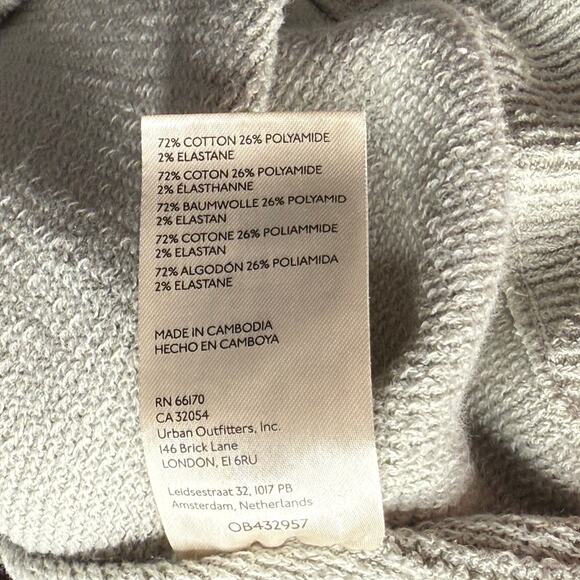 72% COTTON 26% POLYAMIDE
2% ELASTANE
72% COTON 26% POLYAMIDE
2% ÉLASTHANNE
72% BAUMWOLLE 26% POLYAMID
2% ELASTAN
72% COTONE 26% POLIAMMIDE
2% ELASTAN
72% ALGODÓN 26% POLIAMIDA
2% ELASTANE
MADE IN CAMBODIA
HECHO EN CAMBOYA
RN 66170
CA 32054
Urban Outfitters, Inc.
146 Brick Lane
LONDON, E1 6RU
Leidsestraat 32, 1017 PB
Amsterdam, Netherlands
OB432957